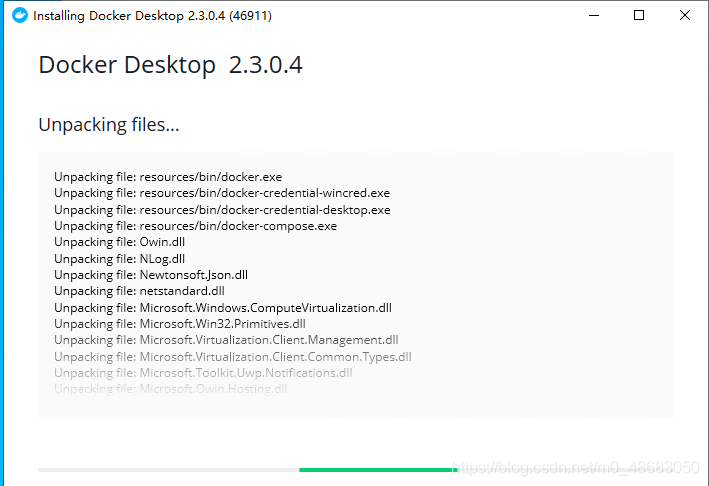 Installing Docker Desktop 2.3.0.4 (46911)
Docker Desktop 2.3.0.4
Unpacking files...
Unpacking file: resources/bin/docker.exe
Unpacking file: resources/bin/docker-credential-wincred.exe
Unpacking file: resources/bin/docker-credential-desktop.exe
Unpacking file: resources/bin/docker-compose.exe
Unpacking file: Owin.dll
Unpacking file: NLog.dll
Unpacking file: Newtonsoft.Json.dll
Unpacking file: netstandard.dll
Unpacking file: Microsoft.Windows.ComputeVirtualization.dll
Unpacking file: Microsoft.Win32.Primitives.dll
Unpacking file: Microsoft.Virtualization.Client.Management.dll
Unpacking file: Microsoft.Virtualization.Client.Common.Types.dll
Unpacking file: Microsoft.Toolkit.Uwp.Notifications.dll
Unpacking file: Microsoft.Owin.Hosting.dll
https://blog.csdn.net/m0_48683050